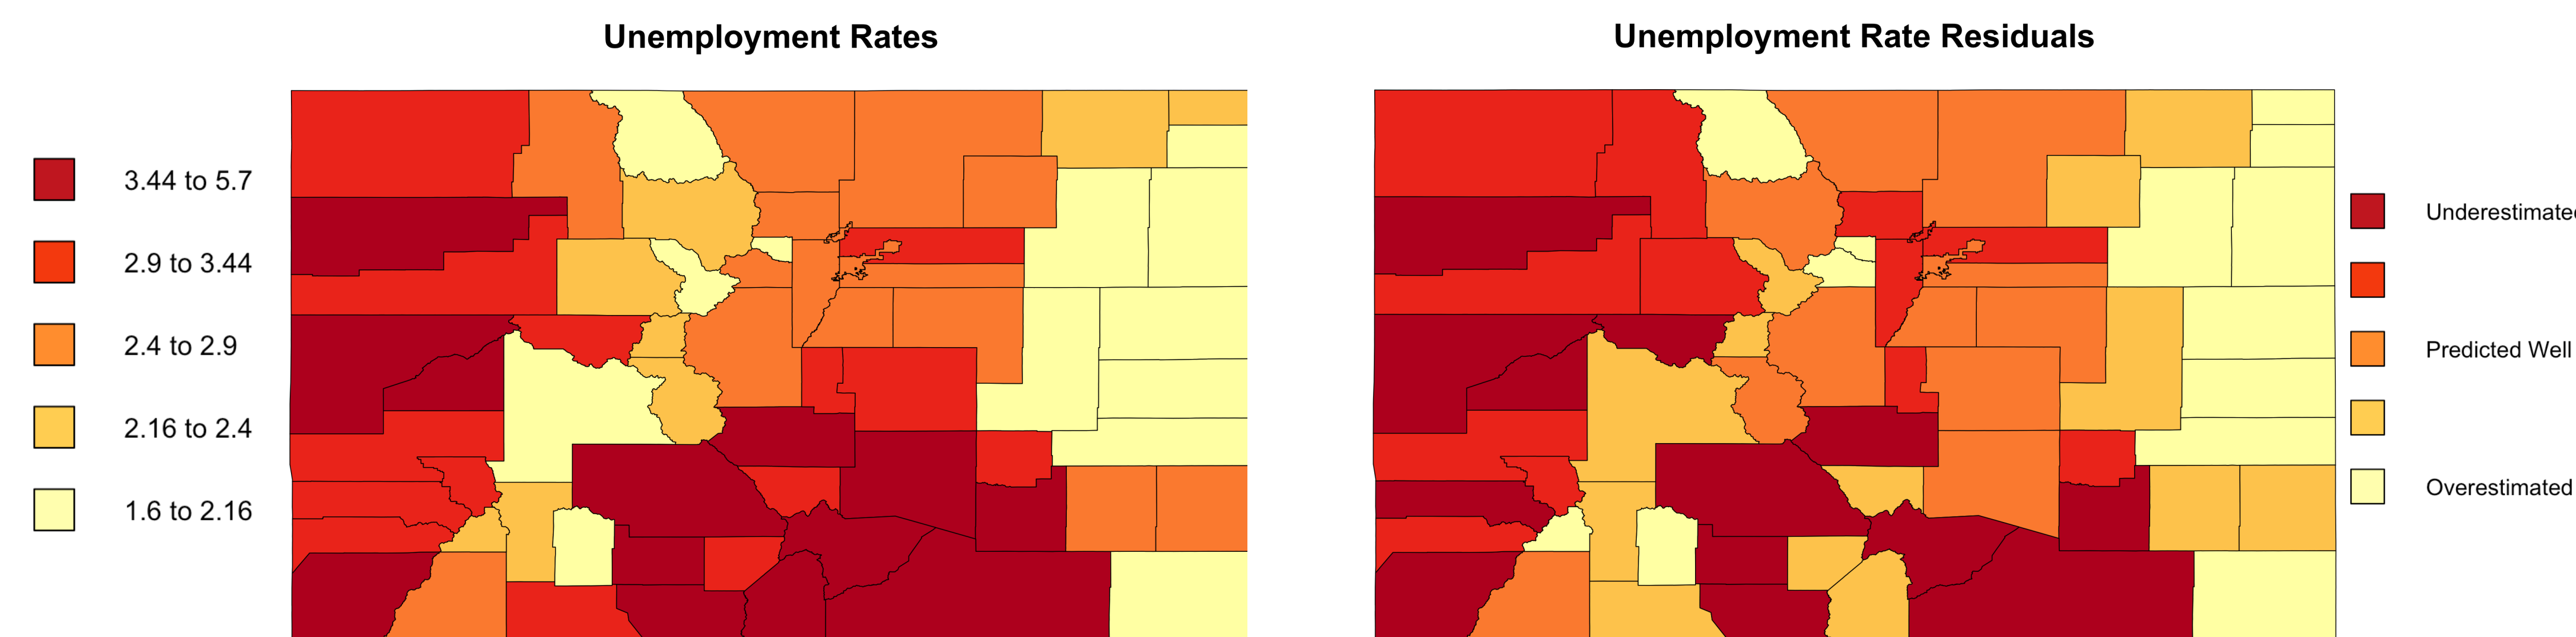 Unemployment Rates
3.44 to 5.7
2.9 to 3.44
2.4 to 2.9
2.16 to 2.4
1.6 to 2.16
Unemployment Rate Residuals
Underestimated
Predicted Well
Overestimated